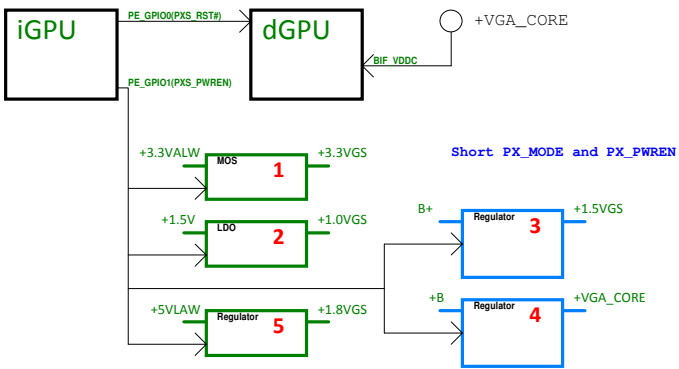 iGPU
PE_GPIO0(PXS_RST#)
dGPU
+VGA_CORE
BIF_VDDC
PE_GPIO1(PXS_PWREN)
+3.3VALW
MOS
1
+3.3VGS
Short PX_MODE and PX_PWREN
+1.5V
LDO
2
+1.0VGS
B+
Regulator
3
+1.5VGS
+5VLAW
Regulator
5
+1.8VGS
+B
Regulator
4
+VGA_CORE